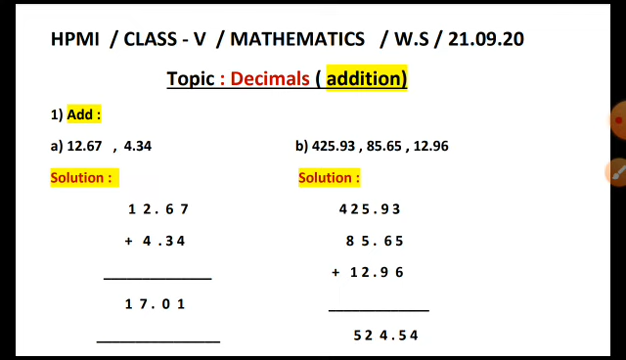 HPMI / CLASS - V / MATHEMATICS / W.S / 21.09.20
Topic : Decimals ( addition)
1) Add :
a) 12.67 , 4.34 b) 425.93 , 85.65 , 12.96
Solution : Solution :
1 2 . 6 7 4 2 5 . 9 3
+ 4 . 3 4 8 5 . 6 5
+ 1 2 . 9 6
1 7 . 0 1
5 2 4 . 5 4